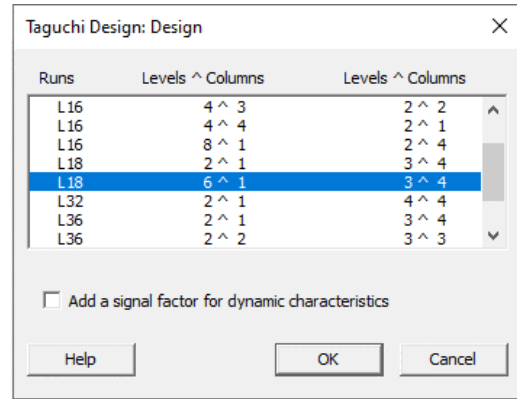 Taguchi Design: Design
Runs Levels ^ Columns Levels ^ Columns
L16 4 ^ 3 2 ^ 2
L16 4 ^ 4 2 ^ 1
L16 8 ^ 1 2 ^ 4
L18 2 ^ 1 3 ^ 4
L18 6 ^ 1 3 ^ 4
L32 2 ^ 1 4 ^ 4
L36 2 ^ 1 3 ^ 4
L36 2 ^ 2 3 ^ 3
Add a signal factor for dynamic characteristics
Help OK Cancel